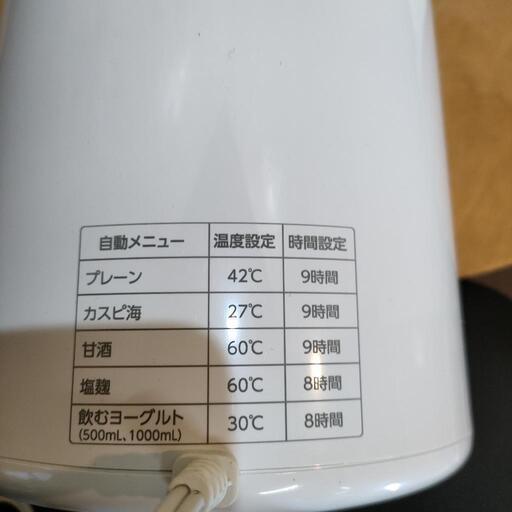 自動メニュー 温度設定 時間設定
プレーン 42℃ 9時間
カスピ海 27℃ 9時間
甘酒 60℃ 9時間
塩麹 60℃ 8時間
飲むヨーグルト 30℃ 8時間
(500mL、1000mL)